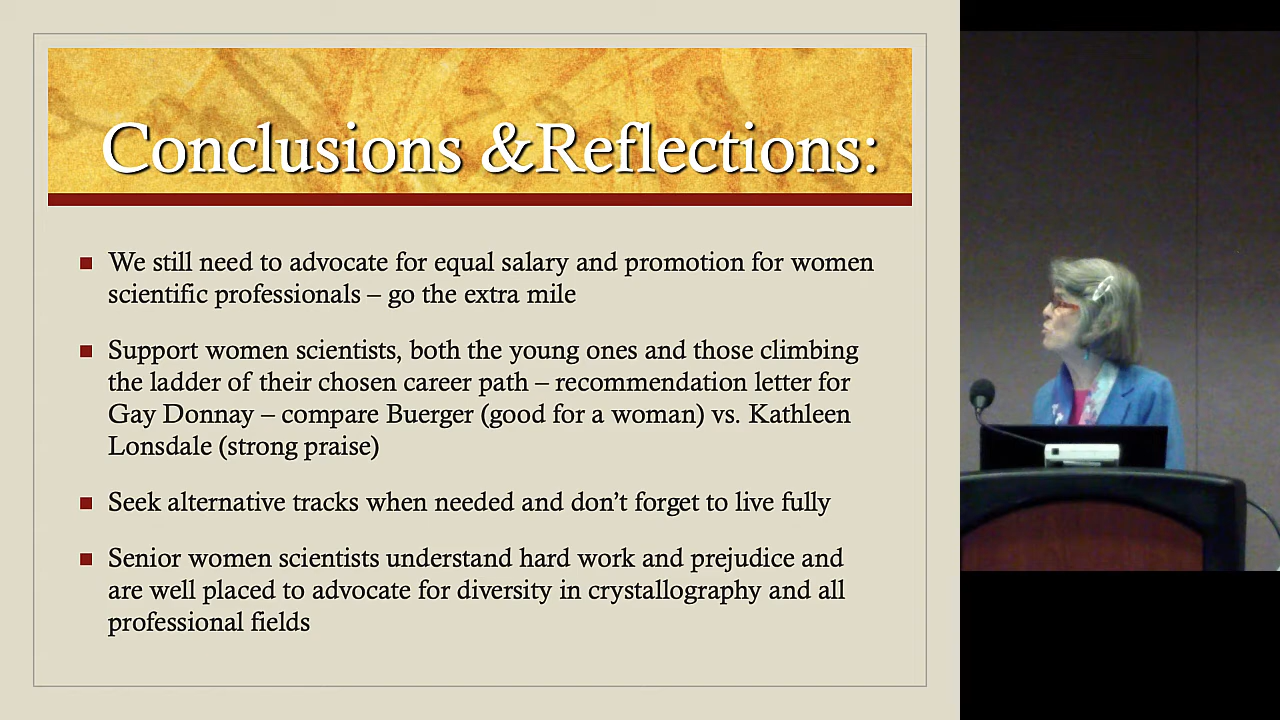 Conclusions &Reflections:
We still need to advocate for equal salary and promotion for women
scientific professionals – go the extra mile
Support women scientists, both the young ones and those climbing
the ladder of their chosen career path – recommendation letter for
Gay Donnay – compare Buerger (good for a woman) vs. Kathleen
Lonsdale (strong praise)
Seek alternative tracks when needed and don’t forget to live fully
Senior women scientists understand hard work and prejudice and
are well placed to advocate for diversity in crystallography and all
professional fields